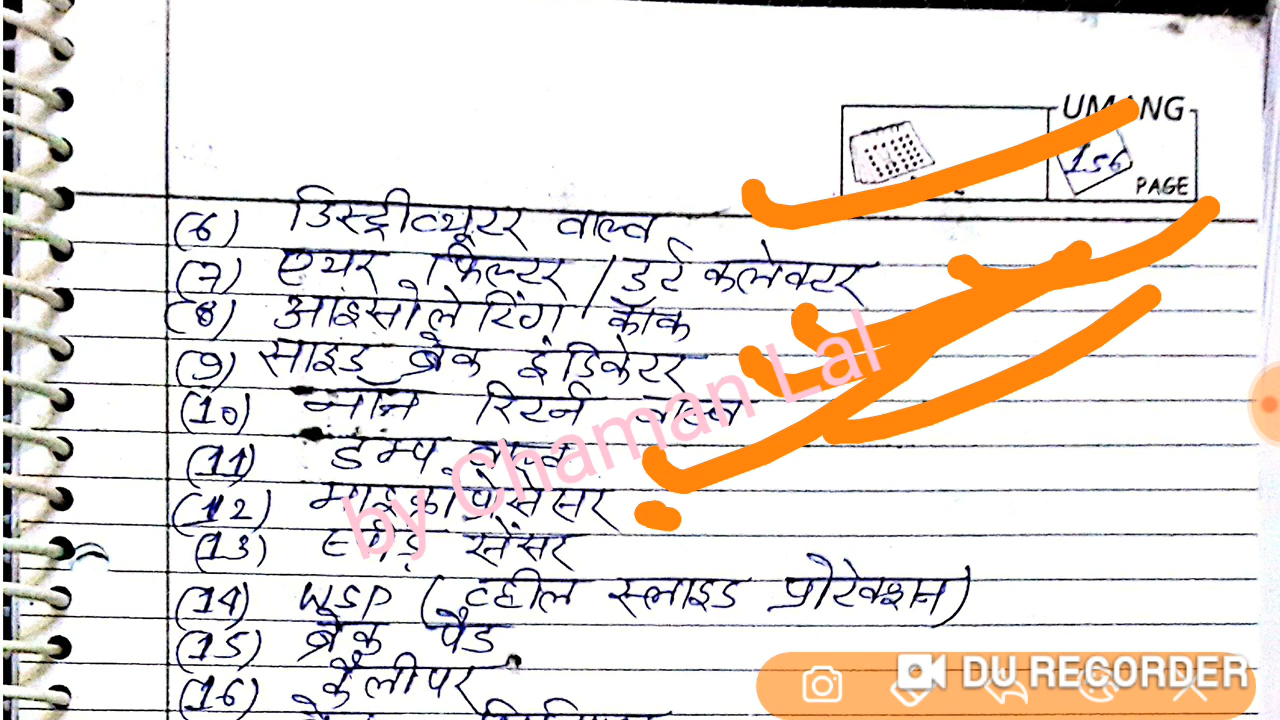 UMANG
156
PAGE
(6) डिस्ट्रीव्यूटर वाल्व
(7) एयर फिल्टर / डर्ट कलेक्टर
(8) आइसोलेटिंग कॉक
(9) साइड ब्रेक इंडिकेटर
(10) नान रिटर्न वाल्व
(11) डम्प वाल्व
(12) माइक्रोप्रोसेसर
(13) स्पीड सेंसर
(14) WSP (व्हील स्लाइड प्रोटेक्शन)
(15) ब्रेक पैड
(16) कैलीपर
by Chaman Lal
DU RECORDER